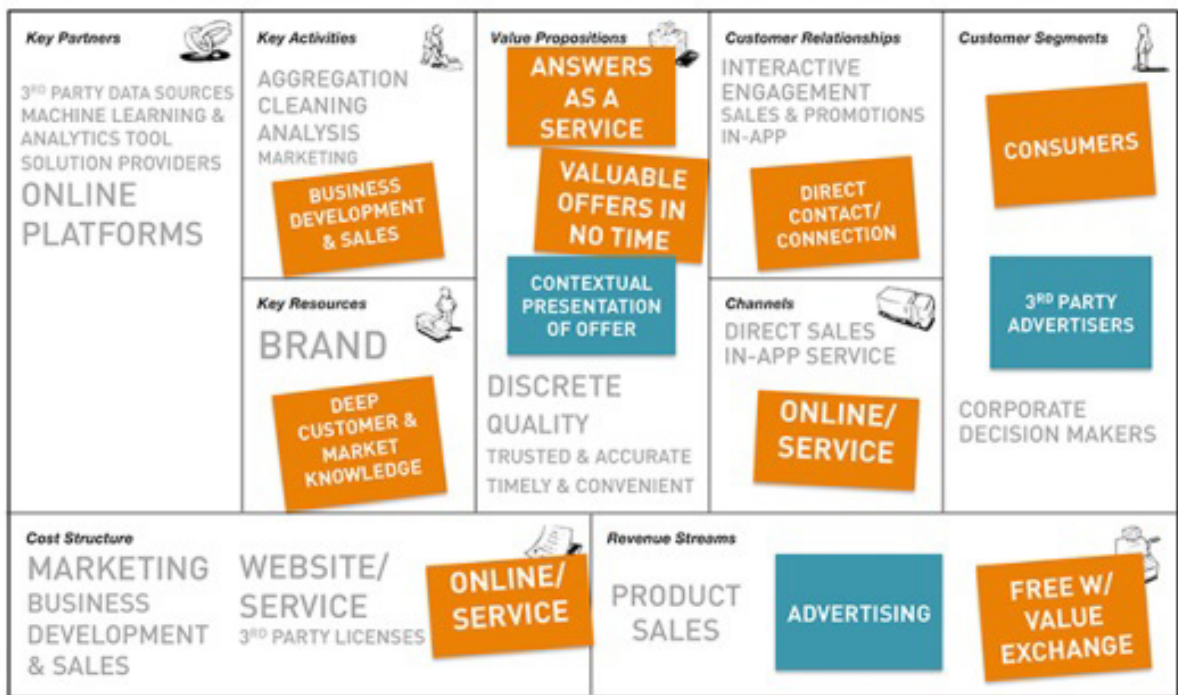 Key Partners
3RD PARTY DATA SOURCES
MACHINE LEARNING &
ANALYTICS TOOL
SOLUTION PROVIDERS
ONLINE
PLATFORMS
Key Activities
AGGREGATION
CLEANING
ANALYSIS
MARKETING
BUSINESS
DEVELOPMENT
& SALES
Key Resources
BRAND
DEEP
CUSTOMER &
MARKET
KNOWLEDGE
Value Propositions
ANSWERS
AS A
SERVICE
VALUABLE
OFFERS IN
NO TIME
CONTEXTUAL
PRESENTATION
OF OFFER
DISCRETE
QUALITY
TRUSTED & ACCURATE
TIMELY & CONVENIENT
Customer Relationships
INTERACTIVE
ENGAGEMENT
SALES & PROMOTIONS
IN-APP
DIRECT
CONTACT/
CONNECTION
Channels
DIRECT SALES
IN-APP SERVICE
ONLINE/
SERVICE
Customer Segments
CONSUMERS
3RD PARTY
ADVERTISERS
CORPORATE
DECISION MAKERS
Cost Structure
MARKETING
BUSINESS
DEVELOPMENT
& SALES
WEBSITE/
SERVICE
3RD PARTY LICENSES
ONLINE/
SERVICE
Revenue Streams
PRODUCT
SALES
ADVERTISING
FREE W/
VALUE
EXCHANGE